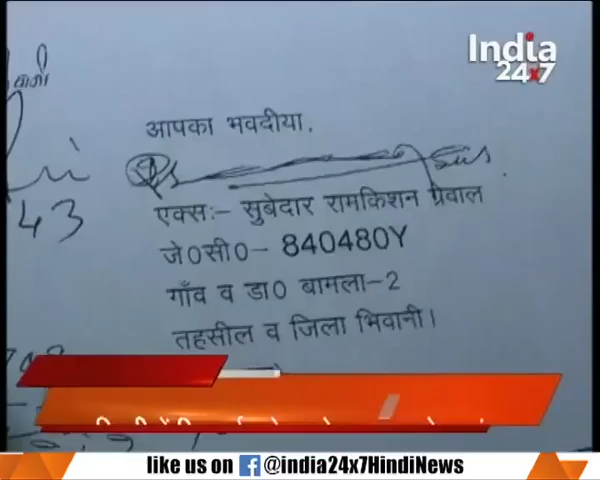 India
24x7
आपका भवदीया,
एक्सः- सुबेदार रामकिशन ग्रेवाल
जे0सी0- 840480Y
गाँव व डा0 बामला-2
तहसील व जिला भिवानी।
43
like us on f @india24x7HindiNews